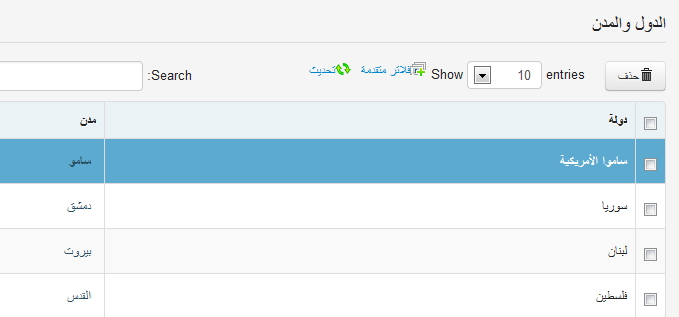 الدول والمدن
حذف Show 10 entries فلاتر متقدمة تحديث Search:
دولة مدن
ساموا الأمريكية سامو
سوريا دمشق
لبنان بيروت
فلسطين القدس